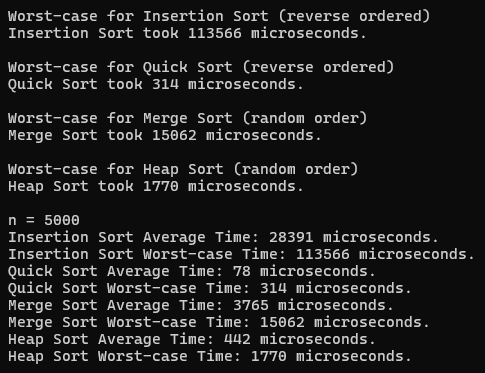 Worst-case for Insertion Sort (reverse ordered)
Insertion Sort took 113566 microseconds.
Worst-case for Quick Sort (reverse ordered)
Quick Sort took 314 microseconds.
Worst-case for Merge Sort (random order)
Merge Sort took 15062 microseconds.
Worst-case for Heap Sort (random order)
Heap Sort took 1770 microseconds.
n = 5000
Insertion Sort Average Time: 28391 microseconds.
Insertion Sort Worst-case Time: 113566 microseconds.
Quick Sort Average Time: 78 microseconds.
Quick Sort Worst-case Time: 314 microseconds.
Merge Sort Average Time: 3765 microseconds.
Merge Sort Worst-case Time: 15062 microseconds.
Heap Sort Average Time: 442 microseconds.
Heap Sort Worst-case Time: 1770 microseconds.